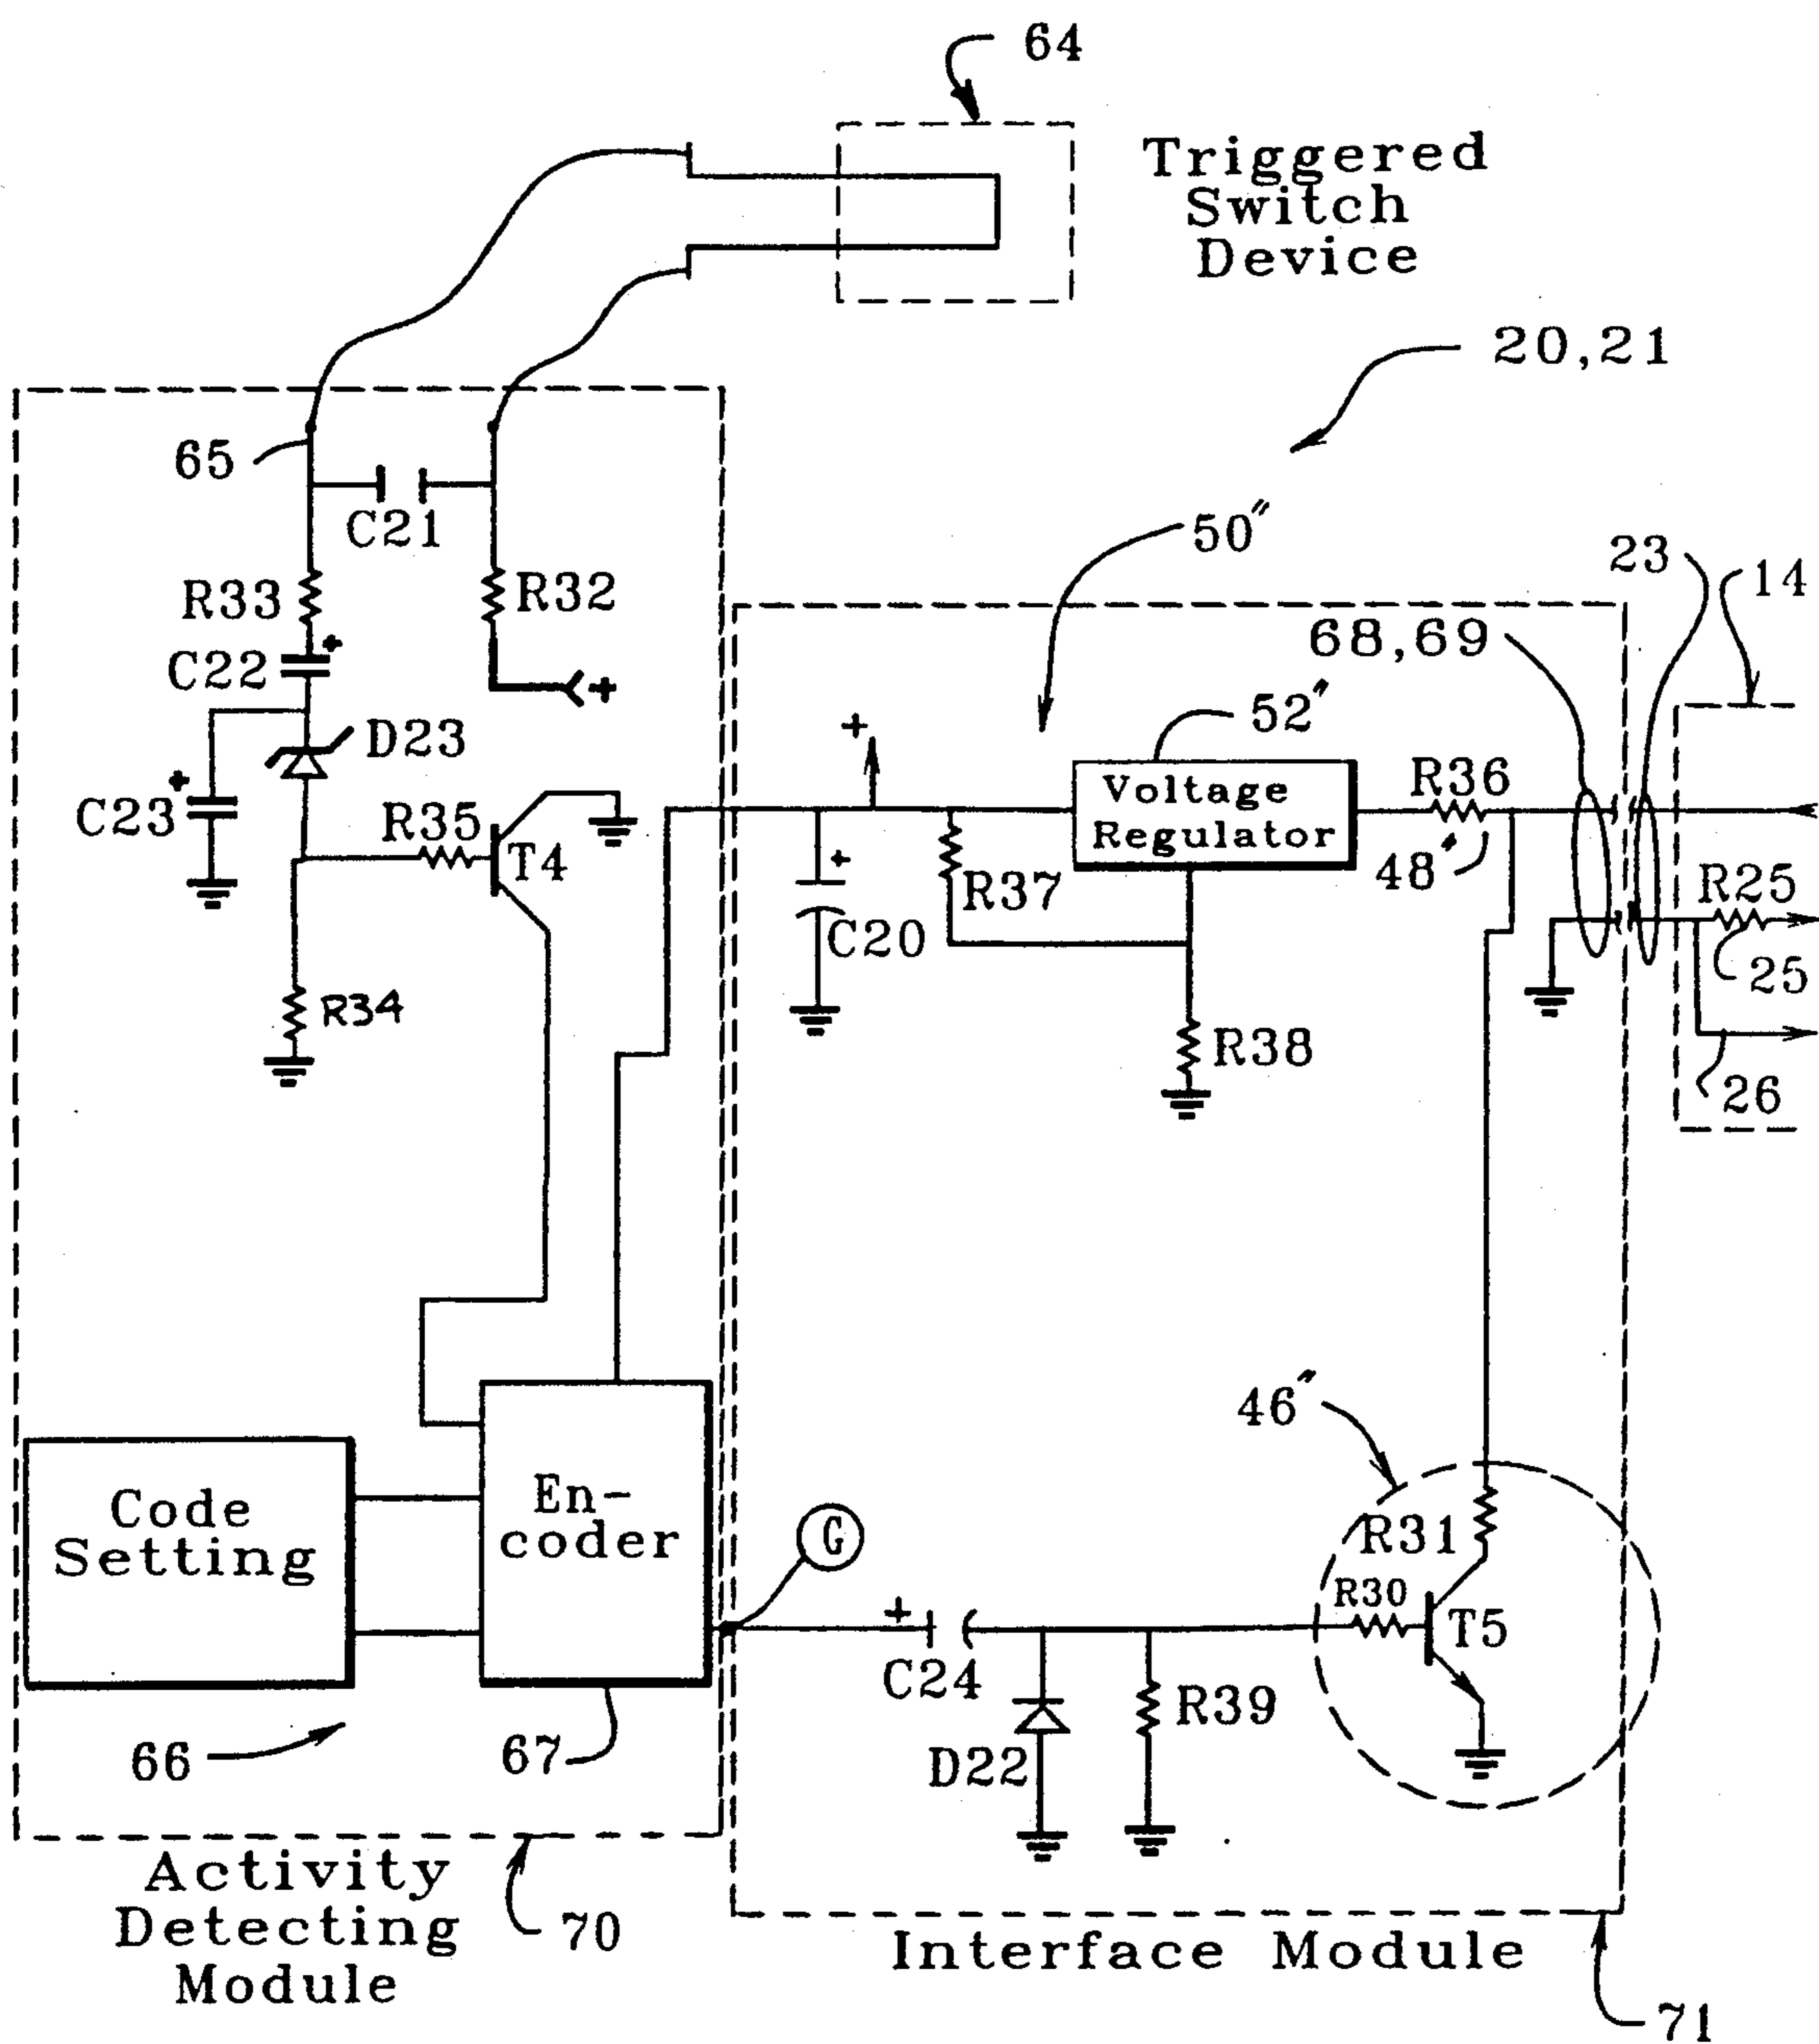 64
Triggered
Switch
Device
20,21
65
C21
50"
23
14
R33
R32
68,69
C22
+
+
52"
D23
+
Voltage
Regulator
R36
C23
+
R35
T4
48'
R37
+
C20
R25
25
R34
R38
26
46"
Code
Setting
En-
coder
G
R31
R30
T5
+
C24
R39
D22
66
67
Activity
Detecting
Module
70
Interface Module
71